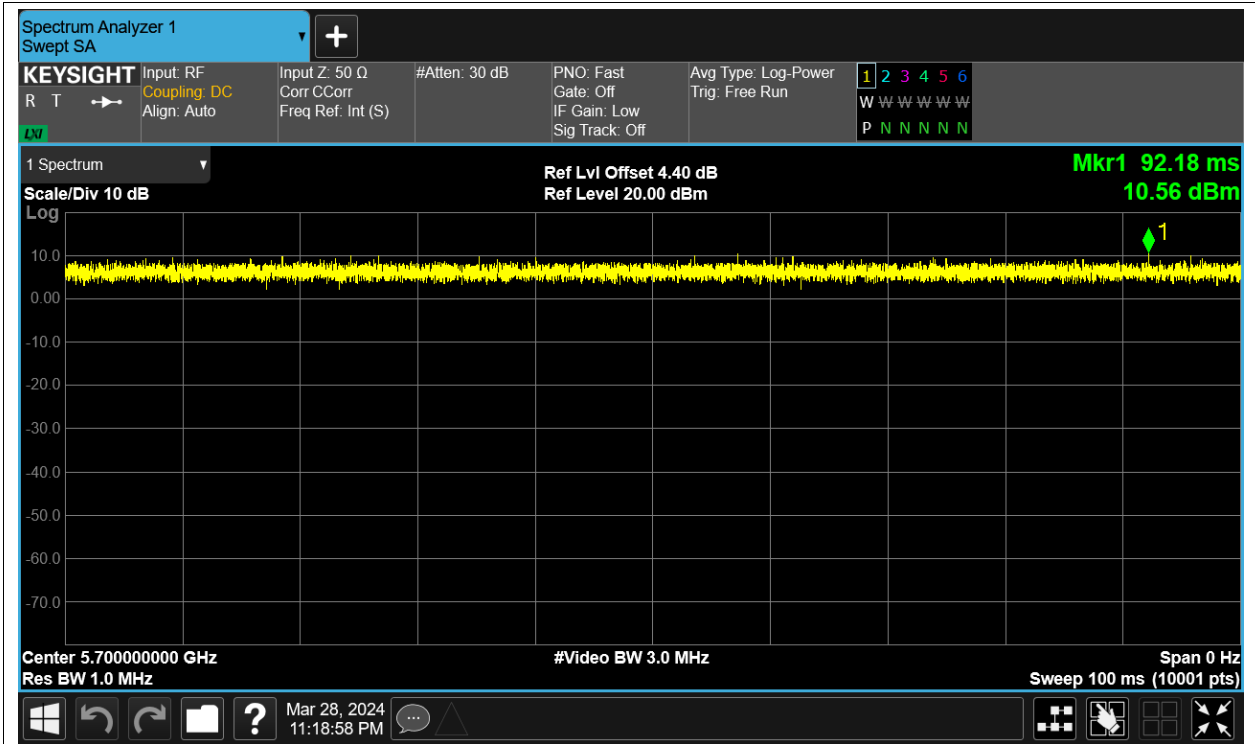 Spectrum Analyzer 1
Swept SA
KEYSIGHT
R T
LXI
Input: RF
Coupling: DC
Align: Auto
Input Z: 50 Ω
Corr CCorr
Freq Ref: Int (S)
#Atten: 30 dB
PNO: Fast
Gate: Off
IF Gain: Low
Sig Track: Off
Avg Type: Log-Power
Trig: Free Run
1 2 3 4 5 6
W W W W W W
P N N N N N
1 Spectrum
Scale/Div 10 dB
Log
Ref Lvl Offset 4.40 dB
Ref Level 20.00 dBm
Mkr1 92.18 ms
10.56 dBm
1
10.0
0.00
-10.0
-20.0
-30.0
-40.0
-50.0
-60.0
-70.0
Center 5.700000000 GHz
Res BW 1.0 MHz
#Video BW 3.0 MHz
Span 0 Hz
Sweep 100 ms (10001 pts)
?
Mar 28, 2024
11:18:58 PM